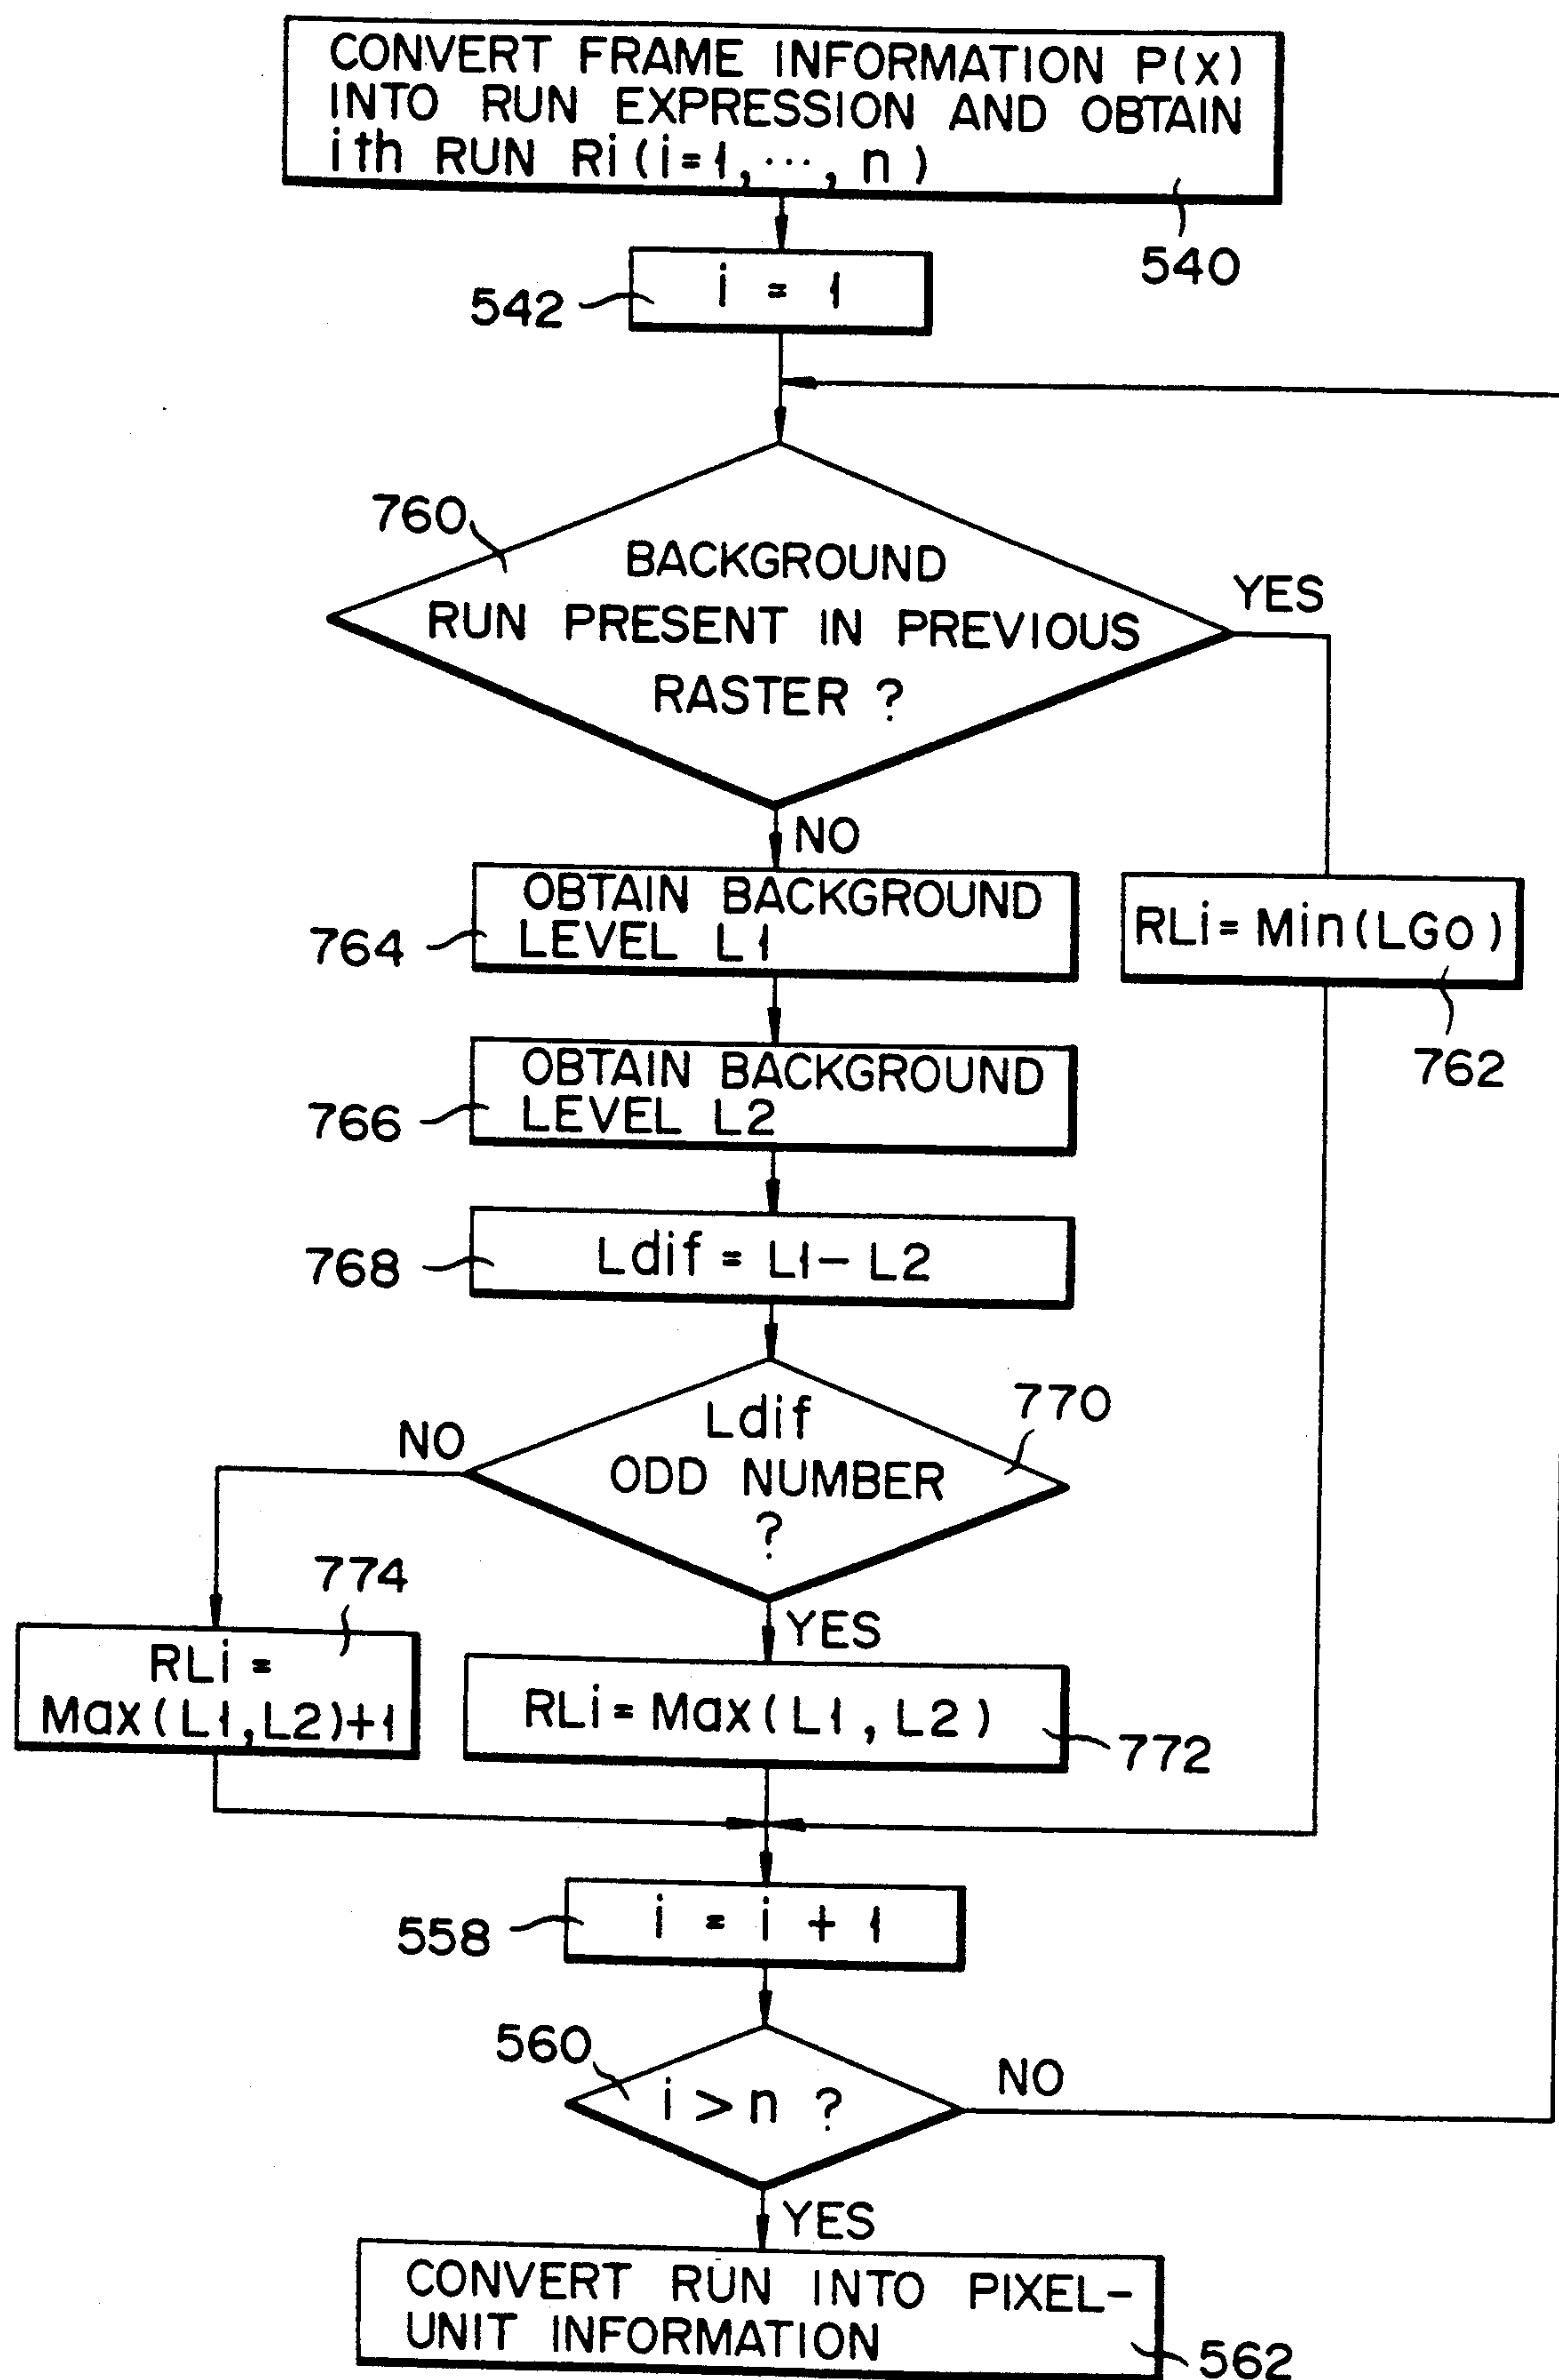 CONVERT FRAME INFORMATION P(x)
INTO RUN EXPRESSION AND OBTAIN
ith RUN Ri(i=1,···, n)
540
542
i = 1
760
BACKGROUND
RUN PRESENT IN PREVIOUS
RASTER ?
YES
NO
OBTAIN BACKGROUND
LEVEL L1
764
RLi=Min(LGo)
762
OBTAIN BACKGROUND
LEVEL L2
766
Ldif = L1- L2
768
Ldif
ODD NUMBER
?
770
NO
774
YES
RLi =
Max(L1,L2)+1
RLi=Max(L1, L2)
772
i = i + 1
558
560
i > n ?
NO
YES
CONVERT RUN INTO PIXEL-
UNIT INFORMATION
562